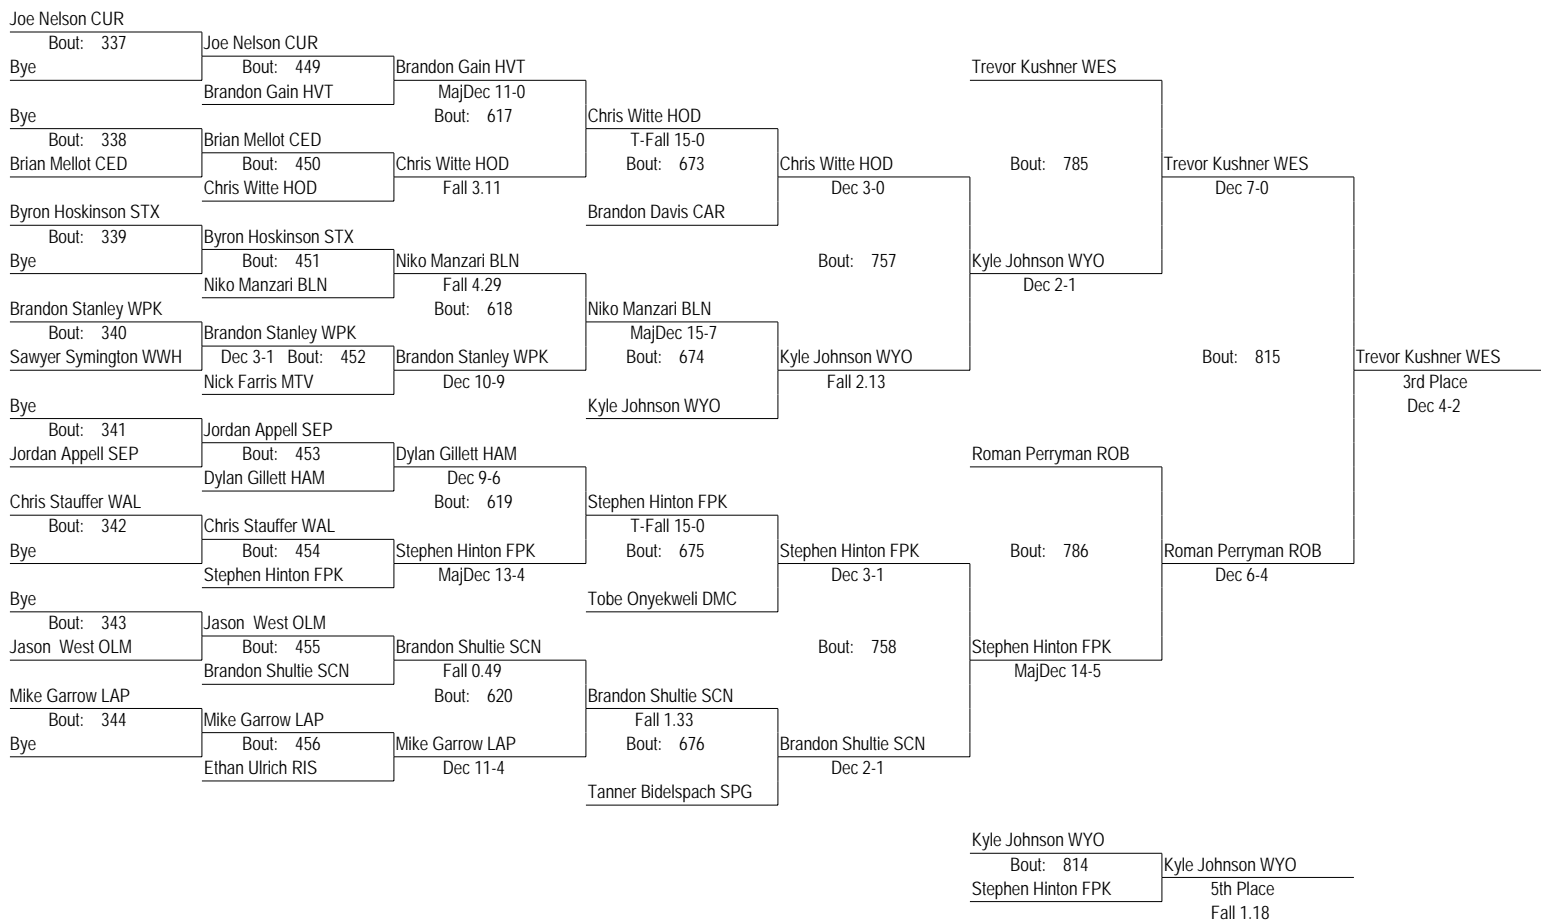 Joe Nelson CUR
Bout: 337
Bye
Bye
Bout: 338
Brian Mellot CED
Byron Hoskinson STX
Bout: 339
Bye
Brandon Stanley WPK
Bout: 340
Sawyer Symington WWH
Bye
Bout: 341
Jordan Appell SEP
Chris Stauffer WAL
Bout: 342
Bye
Bye
Bout: 343
Jason West OLM
Mike Garrow LAP
Bout: 344
Bye
Joe Nelson CUR
Bout: 449
Brandon Gain HVT
Brian Mellot CED
Bout: 450
Chris Witte HOD
Byron Hoskinson STX
Bout: 451
Niko Manzari BLN
Brandon Stanley WPK
Dec 3-1 Bout: 452
Nick Farris MTV
Jordan Appell SEP
Bout: 453
Dylan Gillett HAM
Chris Stauffer WAL
Bout: 454
Stephen Hinton FPK
Jason West OLM
Bout: 455
Brandon Shultie SCN
Mike Garrow LAP
Bout: 456
Ethan Ulrich RIS
Brandon Gain HVT
MajDec 11-0
Bout: 617
Chris Witte HOD
Fall 3.11
Niko Manzari BLN
Fall 4.29
Bout: 618
Brandon Stanley WPK
Dec 10-9
Dylan Gillett HAM
Dec 9-6
Bout: 619
Stephen Hinton FPK
MajDec 13-4
Brandon Shultie SCN
Fall 0.49
Bout: 620
Mike Garrow LAP
Dec 11-4
Chris Witte HOD
T-Fall 15-0
Bout: 673
Brandon Davis CAR
Niko Manzari BLN
MajDec 15-7
Bout: 674
Kyle Johnson WYO
Stephen Hinton FPK
T-Fall 15-0
Bout: 675
Tobe Onyekweli DMC
Brandon Shultie SCN
Fall 1.33
Bout: 676
Tanner Bidelspach SPG
Chris Witte HOD
Dec 3-0
Bout: 757
Kyle Johnson WYO
Fall 2.13
Stephen Hinton FPK
Dec 3-1
Bout: 758
Brandon Shultie SCN
Dec 2-1
Trevor Kushner WES
Bout: 785
Kyle Johnson WYO
Dec 2-1
Roman Perryman ROB
Bout: 786
Stephen Hinton FPK
MajDec 14-5
Trevor Kushner WES
Dec 7-0
Bout: 815
Roman Perryman ROB
Dec 6-4
Trevor Kushner WES
3rd Place
Dec 4-2
Kyle Johnson WYO
Bout: 814
Stephen Hinton FPK
Kyle Johnson WYO
5th Place
Fall 1.18